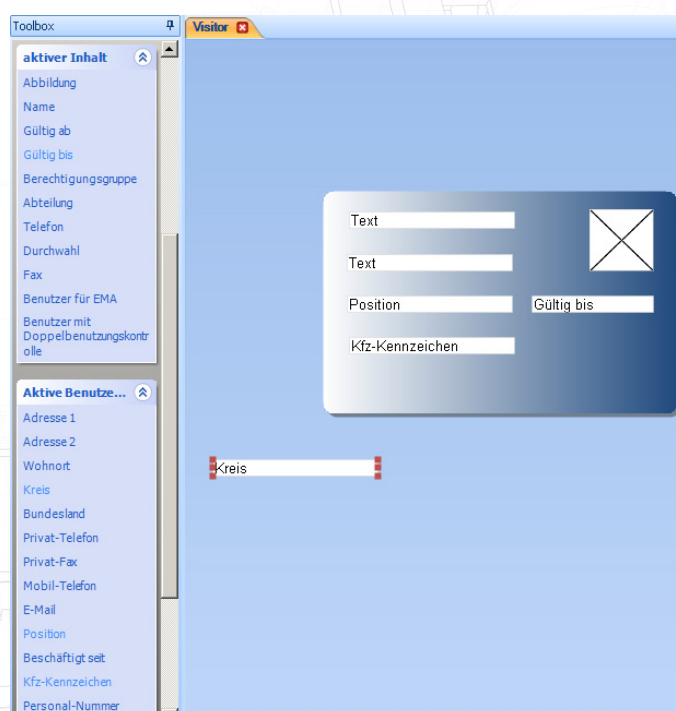 Toolbox
Visitor
aktiver Inhalt
Abbildung
Name
Gültig ab
Gültig bis
Berechtigungsgruppe
Abteilung
Telefon
Durchwahl
Fax
Benutzer für EMA
Benutzer mit
Doppelbenutzungskontr
olle
Aktive Benutze...
Adresse 1
Adresse 2
Wohnort
Kreis
Bundesland
Privat-Telefon
Privat-Fax
Mobil-Telefon
E-Mail
Position
Beschäftigt seit
Kfz-Kennzeichen
Personal-Nummer
Text
Text
Position
Gültig bis
Kfz-Kennzeichen
Kreis